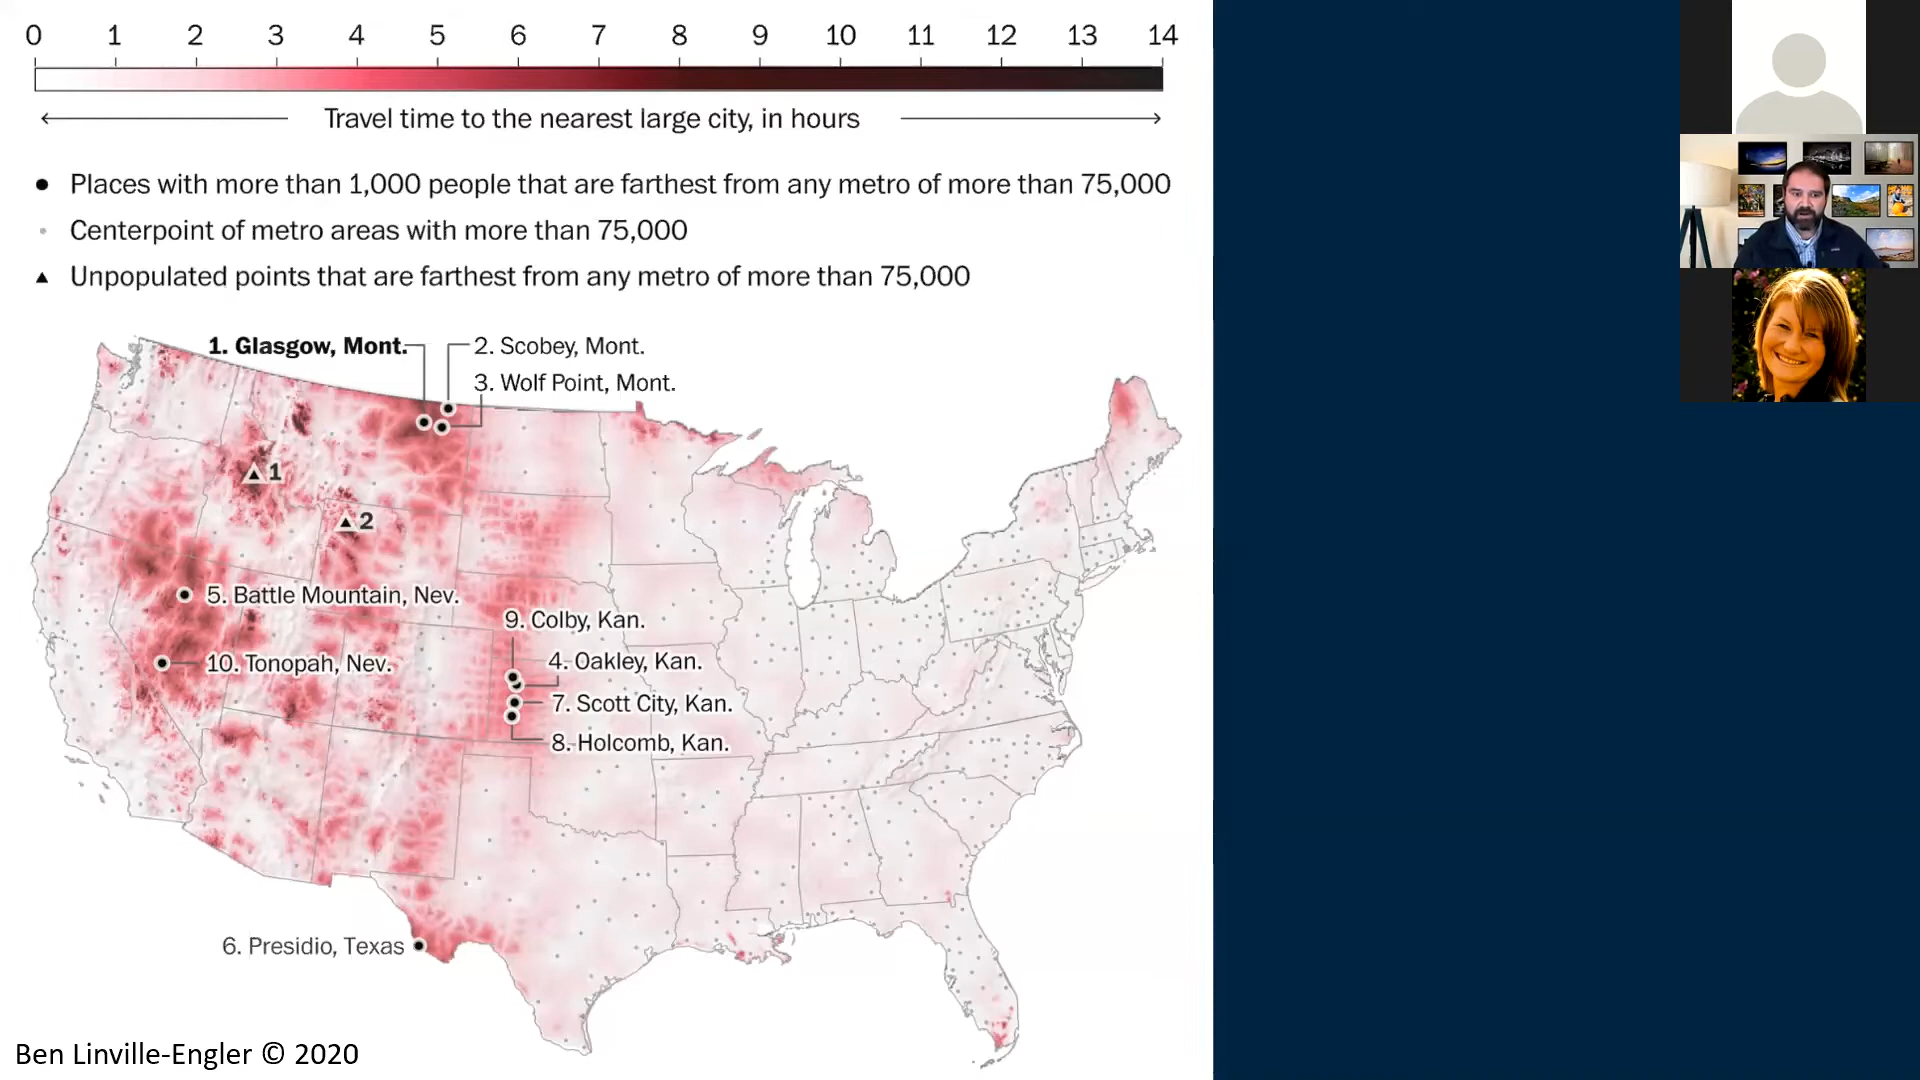 0 1 2 3 4 5 6 7 8 9 10 11 12 13 14
Travel time to the nearest large city, in hours
Places with more than 1,000 people that are farthest from any metro of more than 75,000
Centerpoint of metro areas with more than 75,000
Unpopulated points that are farthest from any metro of more than 75,000
1. Glasgow, Mont.
2. Scobey, Mont.
3. Wolf Point, Mont.
1
2
5. Battle Mountain, Nev.
9. Colby, Kan.
10. Tonopah, Nev.
4. Oakley, Kan.
7. Scott City, Kan.
8. Holcomb, Kan.
6. Presidio, Texas
Ben Linville-Engler © 2020